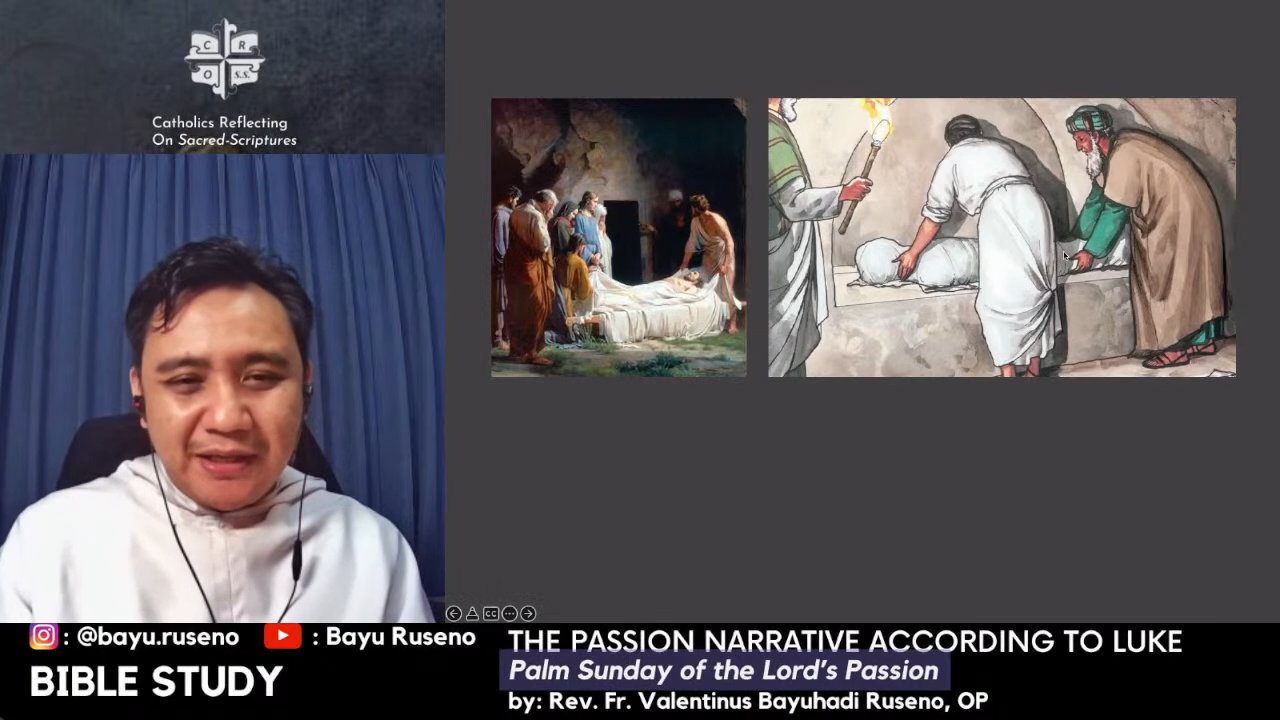 C R
O S.S.
Catholics Reflecting
On Sacred-Scriptures
CC
: @bayu.ruseno : Bayu Ruseno
BIBLE STUDY
THE PASSION NARRATIVE ACCORDING TO LUKE
Palm Sunday of the Lord's Passion
by: Rev. Fr. Valentinus Bayuhadi Ruseno, OP